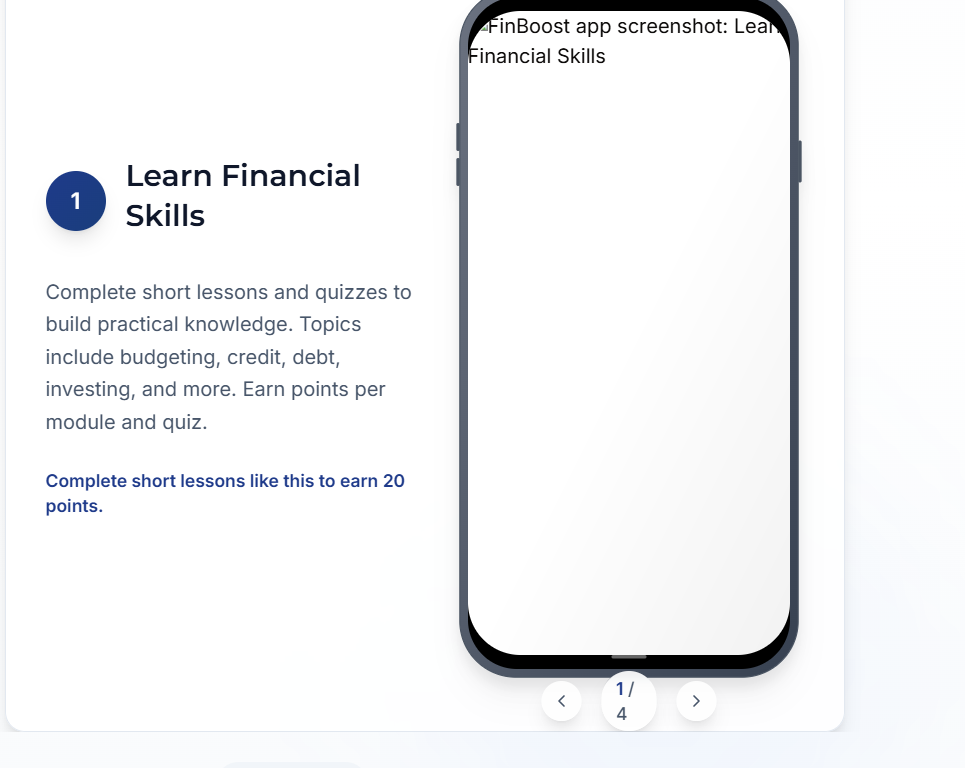 FinBoost app screenshot: Learn
Financial Skills
1
Learn Financial
Skills
Complete short lessons and quizzes to
build practical knowledge. Topics
include budgeting, credit, debt,
investing, and more. Earn points per
module and quiz.
Complete short lessons like this to earn 20
points.
1 /
4